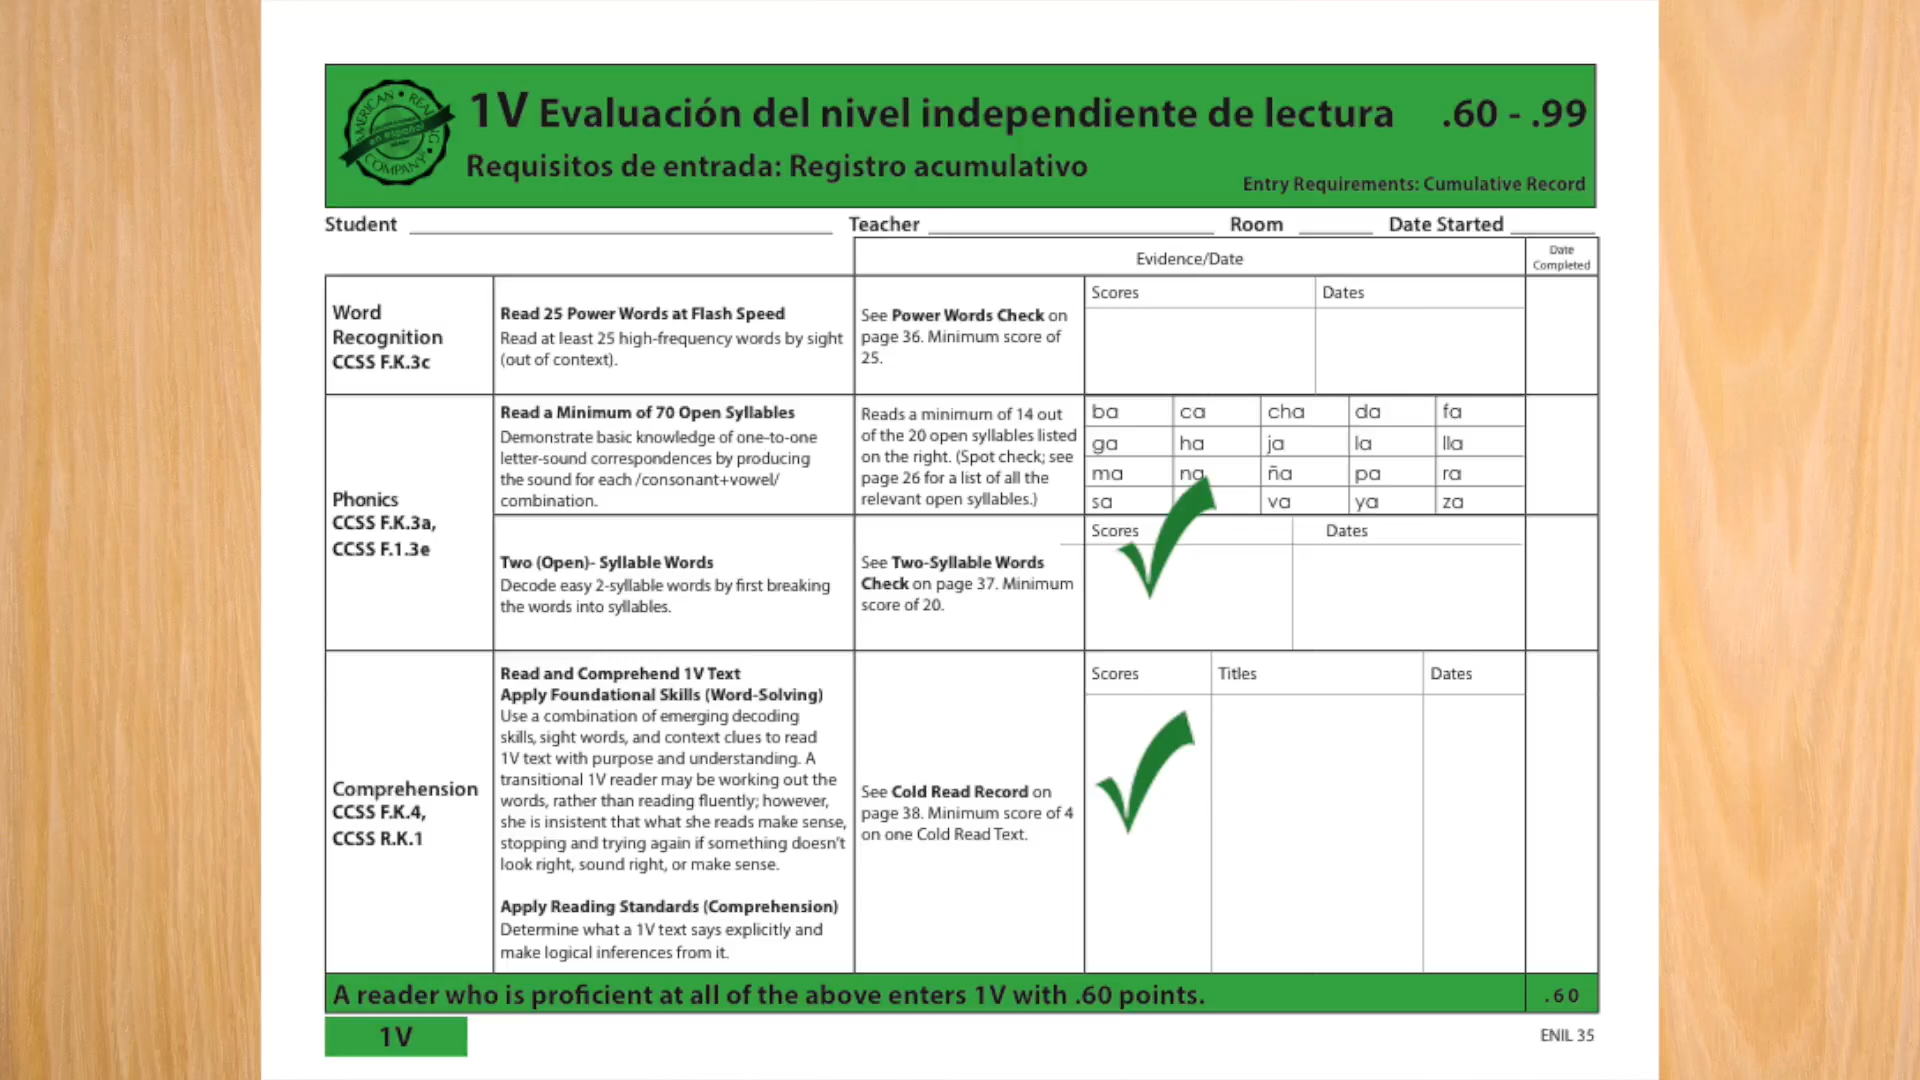 1V Evaluación del nivel independiente de lectura .60 - .99
Requisitos de entrada: Registro acumulativo
Entry Requirements: Cumulative Record
AMERICAN • READING • COMPANY
en español
Student Teacher Room Date Started
Evidence/Date
Date
Completed
Word
Recognition
CCSS F.K.3c
Read 25 Power Words at Flash Speed
Read at least 25 high-frequency words by sight
(out of context).
See Power Words Check on
page 36. Minimum score of
25.
Scores Dates
Phonics
CCSS F.K.3a,
CCSS F.1.3e
Read a Minimum of 70 Open Syllables
Demonstrate basic knowledge of one-to-one
letter-sound correspondences by producing
the sound for each /consonant+vowel/
combination.
Reads a minimum of 14 out
of the 20 open syllables listed
on the right. (Spot check; see
page 26 for a list of all the
relevant open syllables.)
ba ca cha da fa
ga ha ja la lla
ma na ña pa ra
sa va ya za
Two (Open)- Syllable Words
Decode easy 2-syllable words by first breaking
the words into syllables.
See Two-Syllable Words
Check on page 37. Minimum
score of 20.
Scores Dates
Comprehension
CCSS F.K.4,
CCSS R.K.1
Read and Comprehend 1V Text
Apply Foundational Skills (Word-Solving)
Use a combination of emerging decoding
skills, sight words, and context clues to read
1V text with purpose and understanding. A
transitional 1V reader may be working out the
words, rather than reading fluently; however,
she is insistent that what she reads make sense,
stopping and trying again if something doesn't
look right, sound right, or make sense.
Apply Reading Standards (Comprehension)
Determine what a 1V text says explicitly and
make logical inferences from it.
See Cold Read Record on
page 38. Minimum score of 4
on one Cold Read Text.
Scores Titles Dates
A reader who is proficient at all of the above enters 1V with .60 points.
.60
1V
ENIL 35